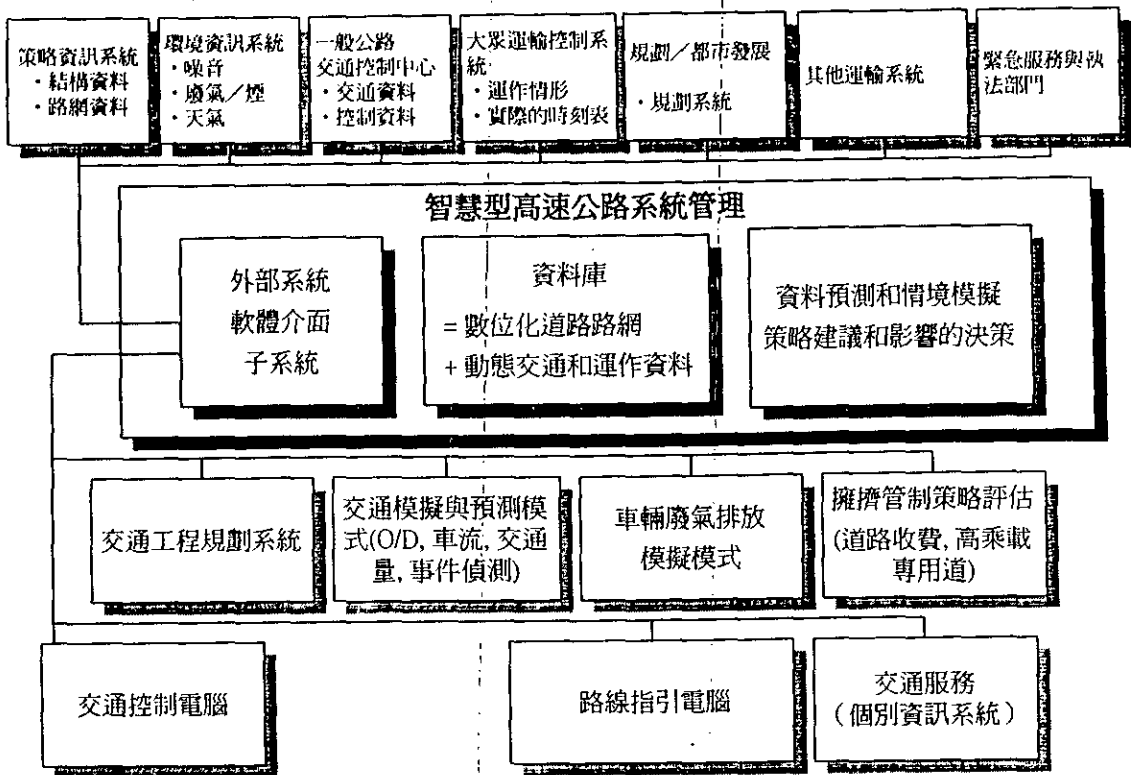 策略資訊系統
・結構資料
・路網資料
環境資訊系統
・噪音
・廢氣／煙
・天氣
一般公路
交通控制中心
・交通資料
・控制資料
大眾運輸控制系
統:
・運作情形
・實際的時刻表
規劃／都市發展
・規劃系統
其他運輸系統
緊急服務與執
法部門
智慧型高速公路系統管理
外部系統
軟體介面
子系統
資料庫
= 數位化道路路網
+ 動態交通和運作資料
資料預測和情境模擬
策略建議和影響的決策
交通工程規劃系統
交通模擬與預測模
式(O/D, 車流, 交通
量, 事件偵測)
車輛廢氣排放
模擬模式
擁擠管制策略評估
(道路收費, 高乘載
專用道)
交通控制電腦
路線指引電腦
交通服務
（個別資訊系統）